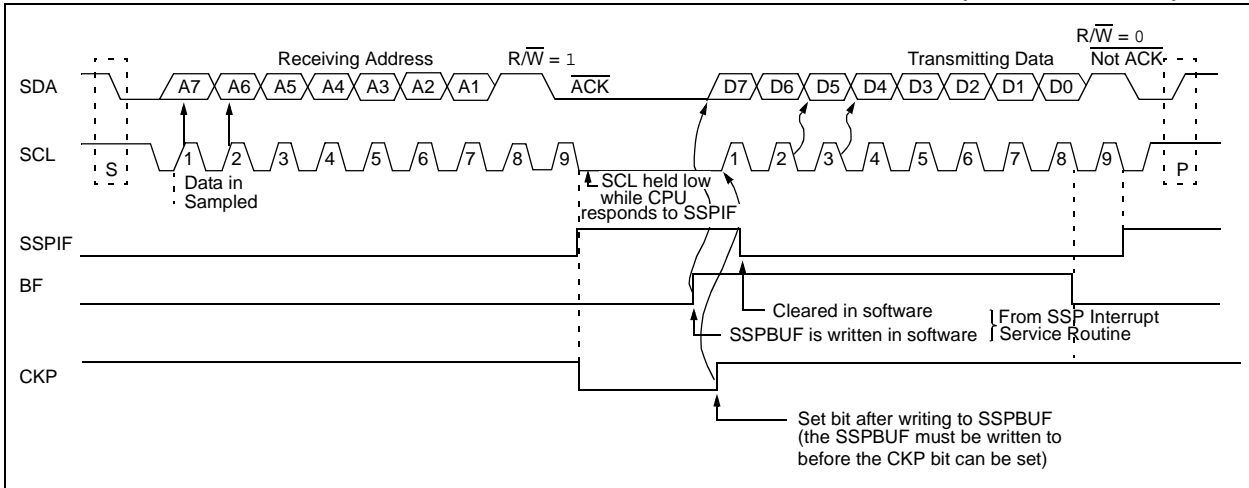 R/W = 0
Receiving Address R/W = 1 Transmitting Data Not ACK
SDA A7 A6 A5 A4 A3 A2 A1 ACK D7 D6 D5 D4 D3 D2 D1 D0
SCL S 1 2 3 4 5 6 7 8 9 1 2 3 4 5 6 7 8 9 P
Data in
Sampled
SCL held low
while CPU
responds to SSPIF
SSPIF
BF
Cleared in software
SSPBUF is written in software
From SSP Interrupt
Service Routine
CKP
Set bit after writing to SSPBUF
(the SSPBUF must be written to
before the CKP bit can be set)